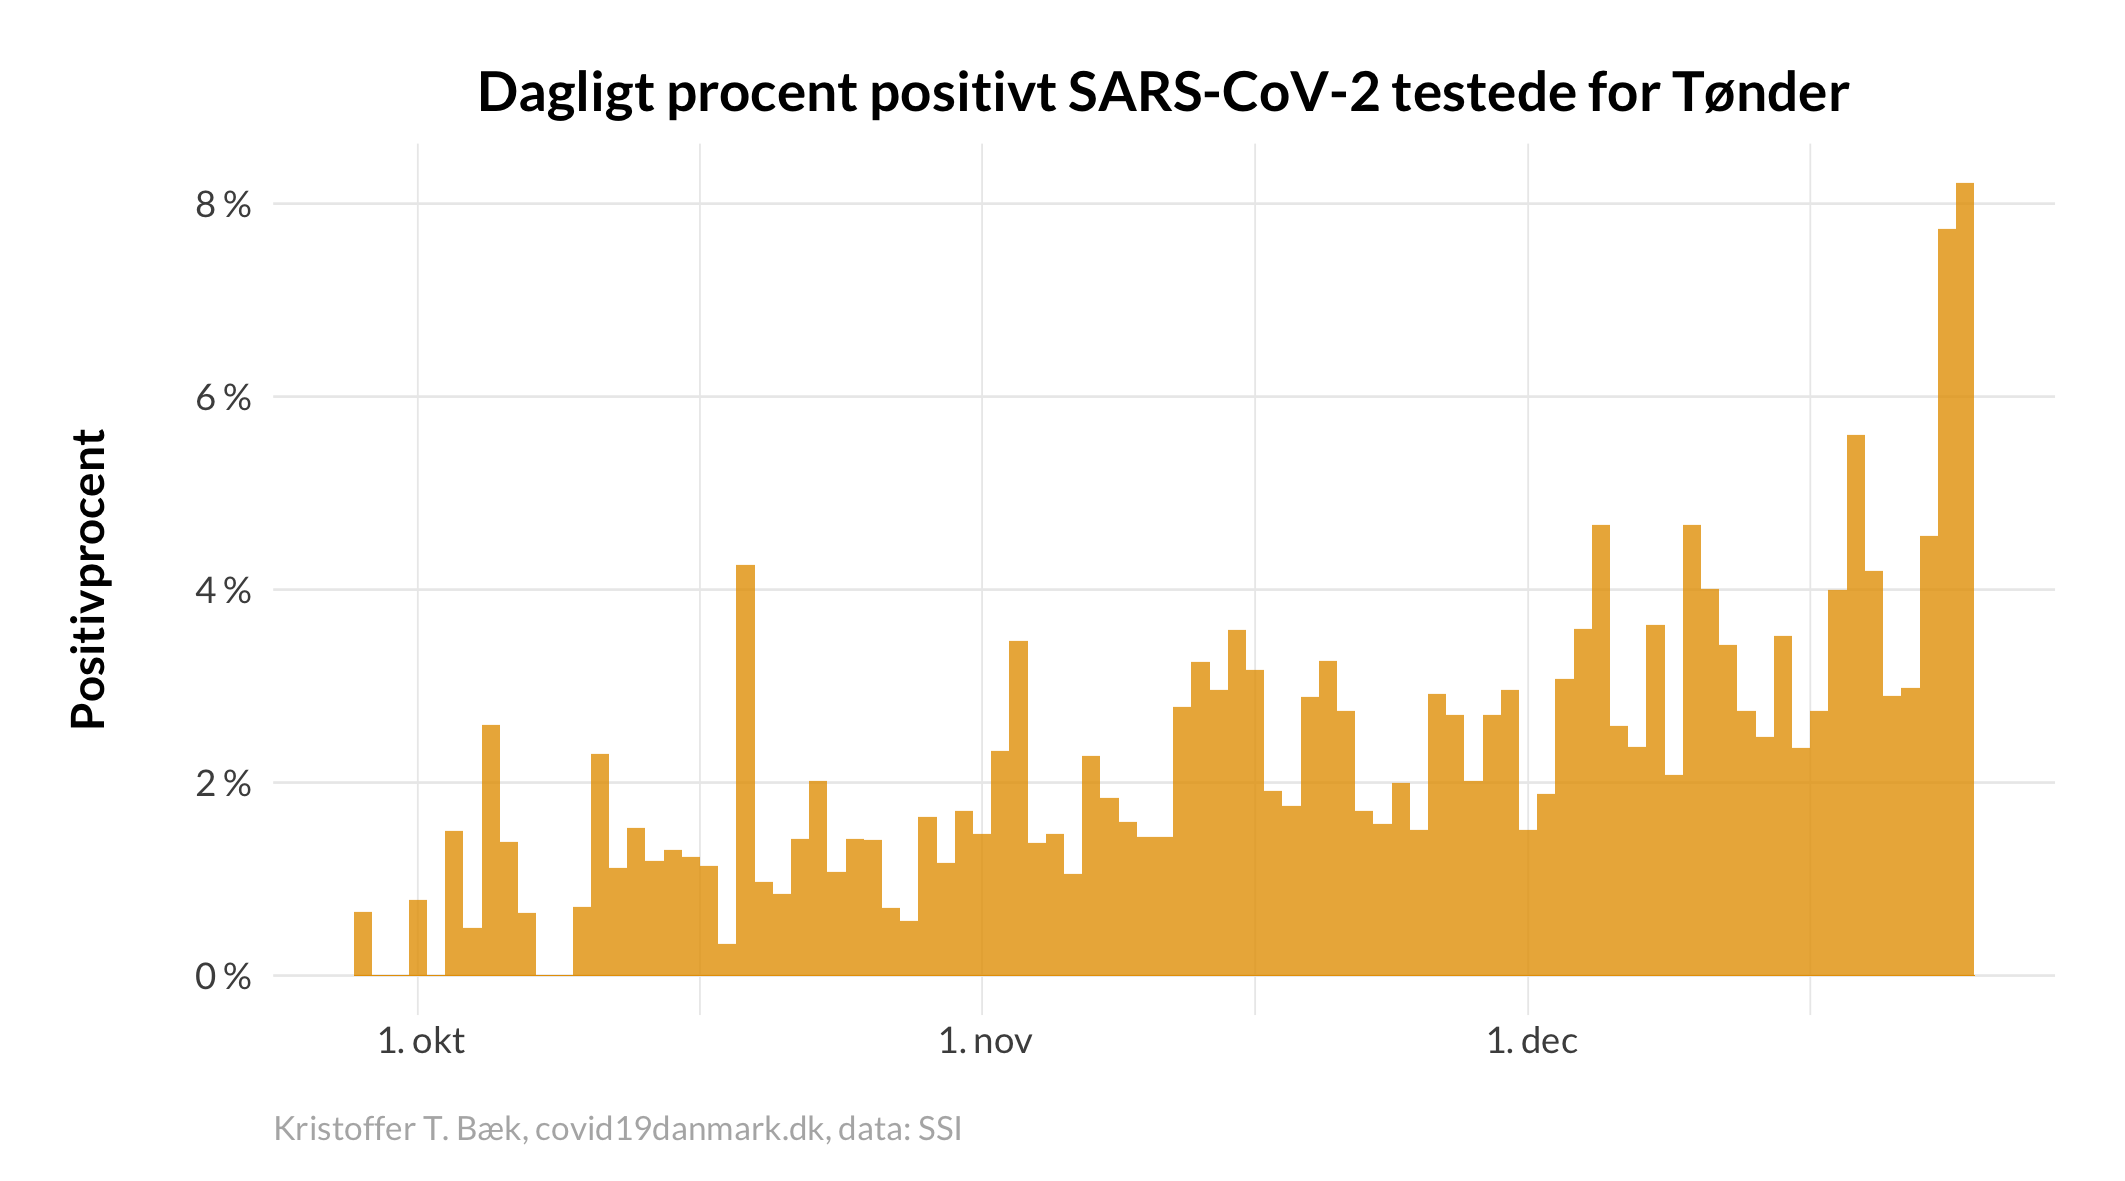 Dagligt procent positivt SARS-CoV-2 testede for Tønder
Positivprocent
8 %
6 %
4 %
2 %
0 %
1. okt
1. nov
1. dec
Kristoffer T. Bæk, covid19danmark.dk, data: SSI